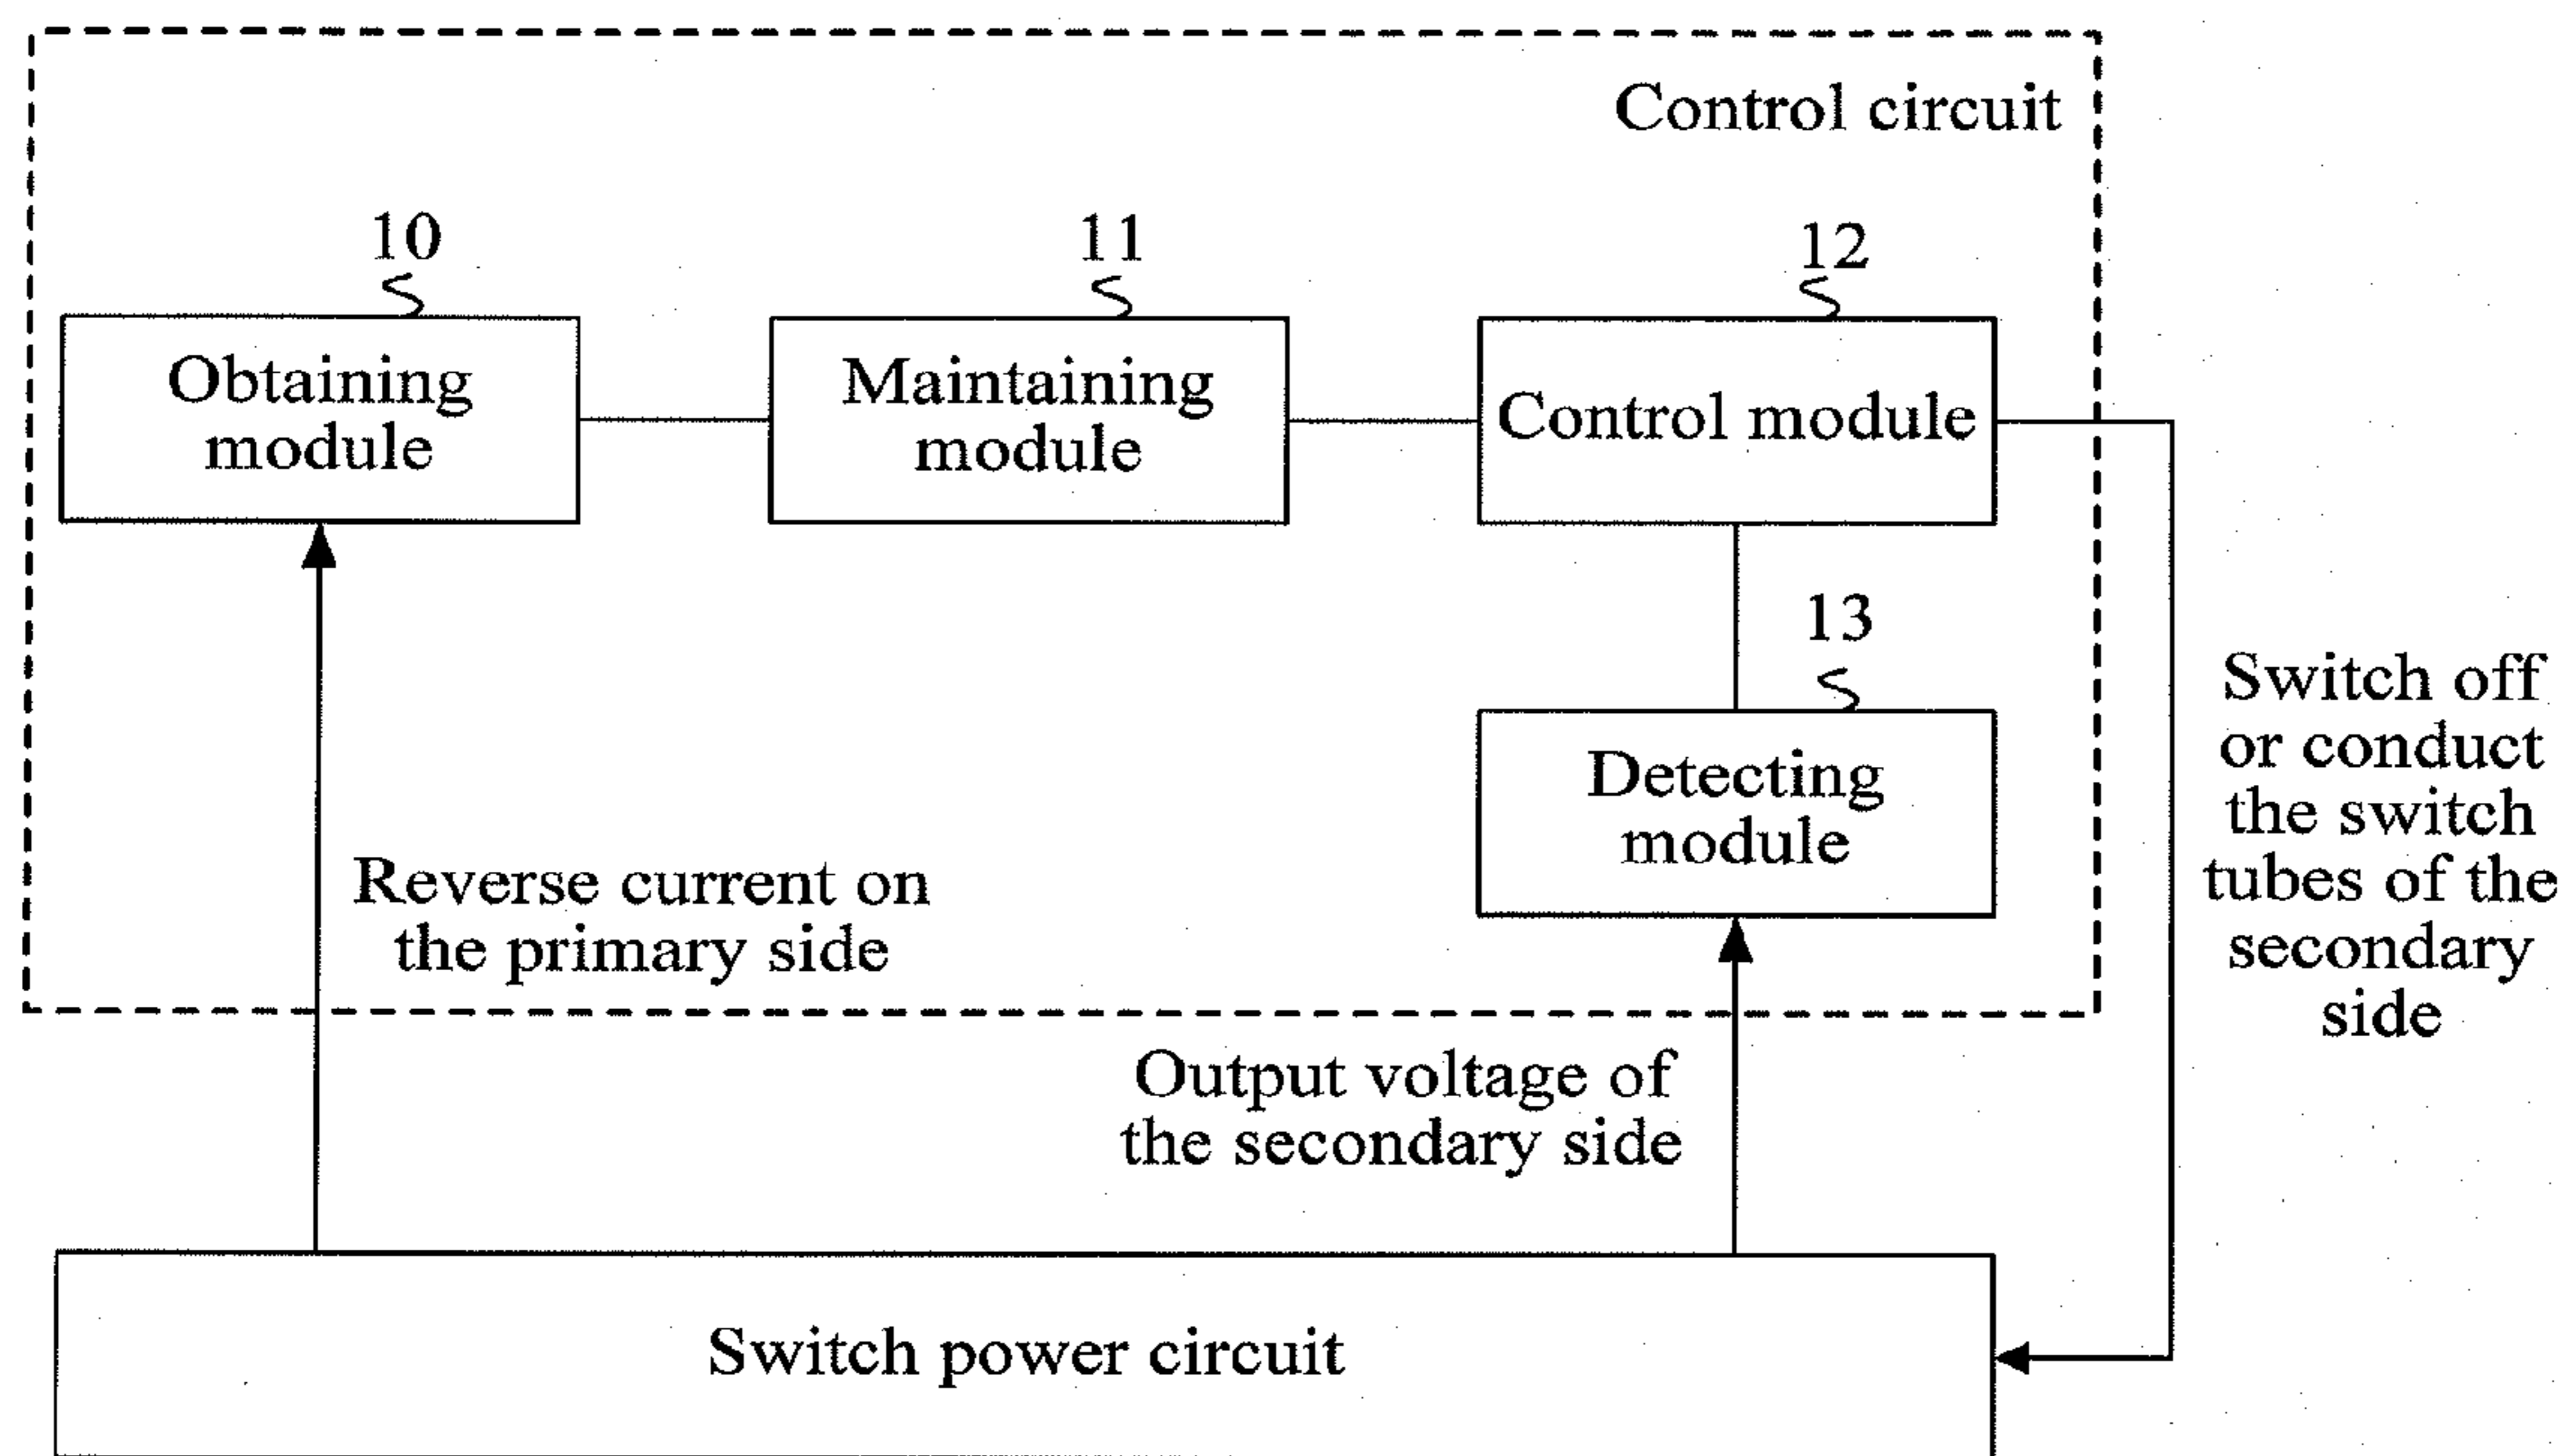 Control circuit
10
11
12
Obtaining
module
Maintaining
module
Control module
13
Detecting
module
Reverse current on
the primary side
Switch off
or conduct
the switch
tubes of the
secondary
side
Output voltage of
the secondary side
Switch power circuit